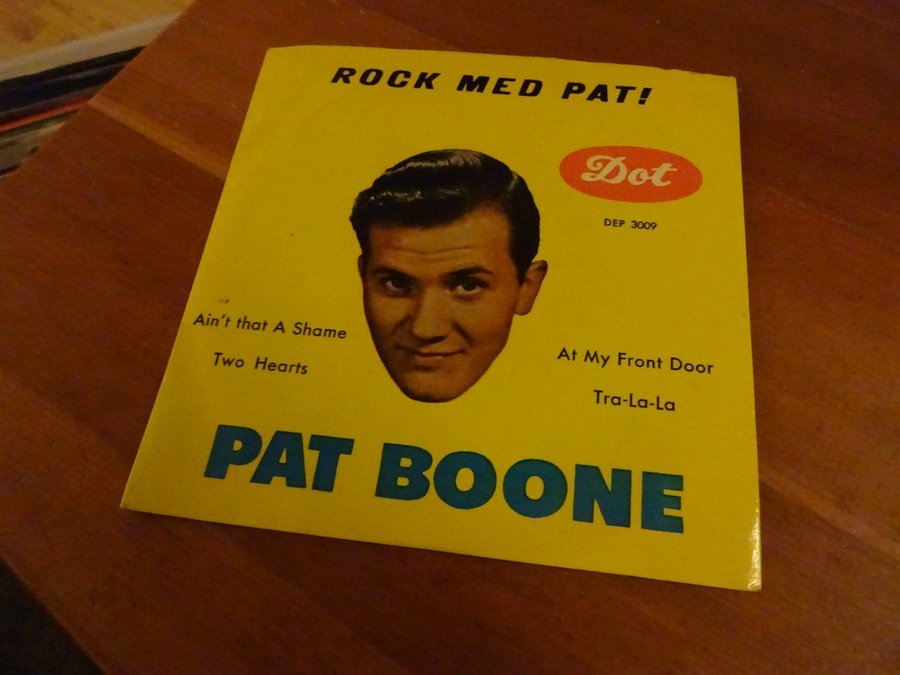 ROCK MED PAT!
Dot
DEP 3009
Ain't that A Shame
Two Hearts
At My Front Door
Tra-La-La
PAT BOONE